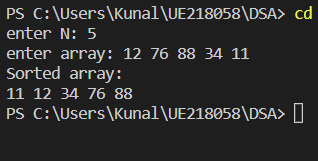 PS C:\Users\Kunal\UE218058\DSA> cd
enter N: 5
enter array: 12 76 88 34 11
Sorted array:
11 12 34 76 88
PS C:\Users\Kunal\UE218058\DSA>